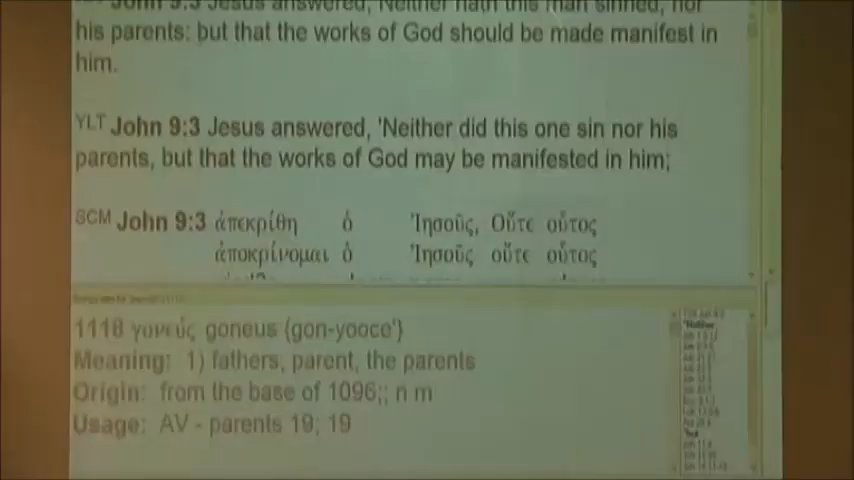 John 9:3 Jesus answered, Neither hath this man sinned, nor
his parents: but that the works of God should be made manifest in
him.
YLT John 9:3 Jesus answered, 'Neither did this one sin nor his
parents, but that the works of God may be manifested in him;
SCM John 9:3 ἀπεκρίθη ὁ Ἰησοῦς, Οὔτε οὗτος
ἀποκρίνομαι ὁ Ἰησοῦς οὔτε οὗτος
1118 γονεύς goneus {gon-yooce'}
Meaning: 1) fathers, parent, the parents
Origin: from the base of 1096;; n m
Usage: AV - parents 19; 19
'Neither